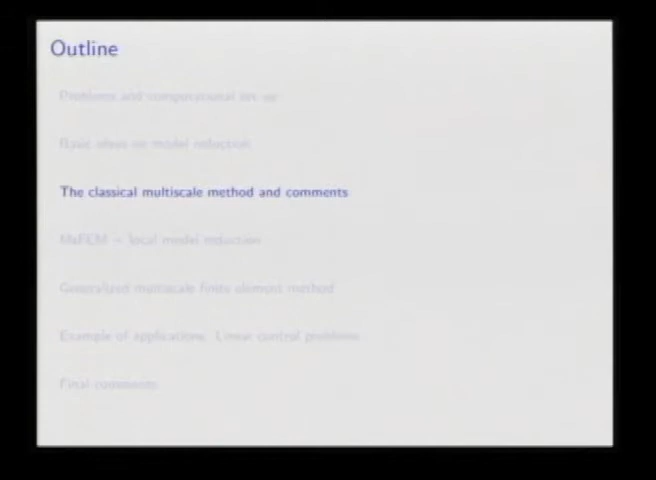 Outline
Problems and computational set-up
Basic ideas on model reduction
The classical multiscale method and comments
MsFEM + local model reduction
Generalized multiscale finite element method
Example of applications: Linear control problems
Final comments